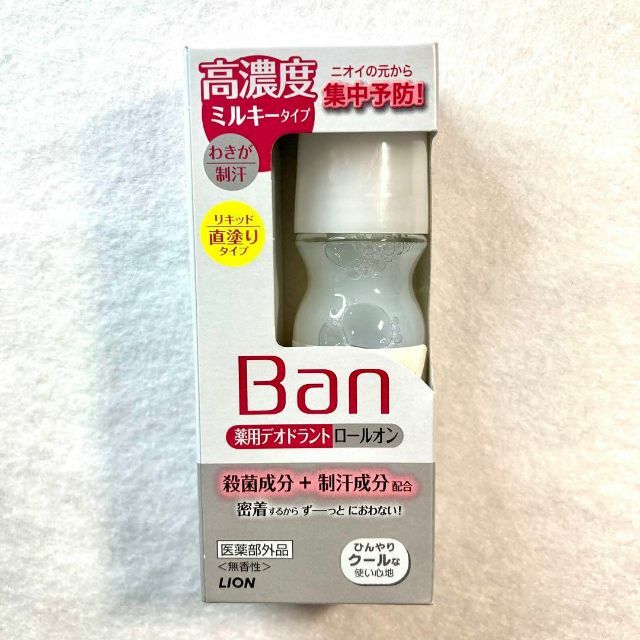 高濃度
ミルキータイプ
ニオイの元から
集中予防!
わきが
制汗
リキッド
直塗り
タイプ
Ban
薬用デオドラント ロールオン
殺菌成分 + 制汗成分 配合
密着するから ずーっと におわない!
医薬部外品
<無香性>
LION
ひんやり
クールな
使い心地